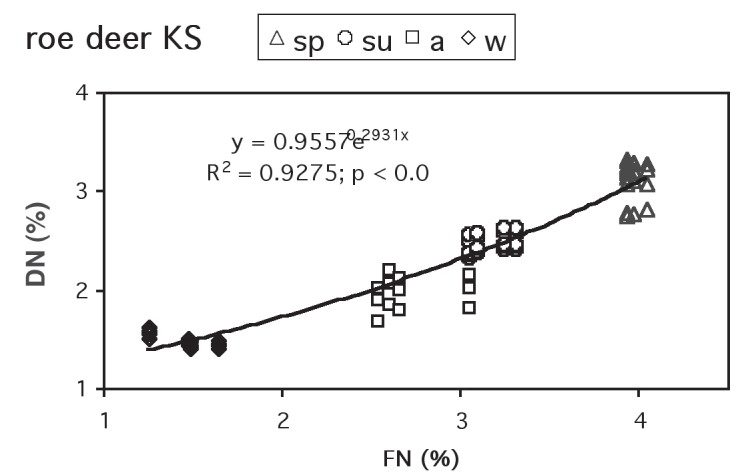 roe deer KS
sp su a w
y = 0.9557e^0.2931x
R² = 0.9275; p < 0.0
DN (%)
4
3
2
1
1 2 3 4
FN (%)